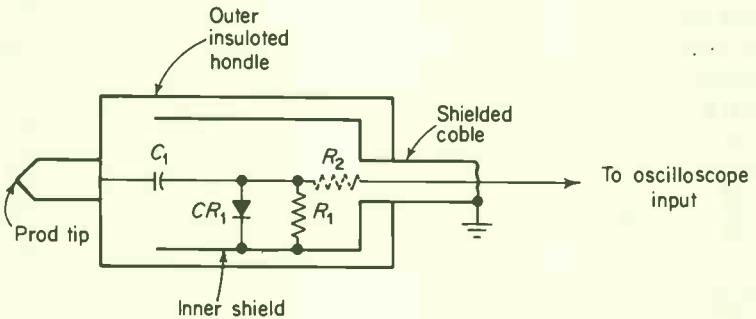 Outer
insuloted
hondle
Shielded
coble
C₁
R₂
To oscilloscope
input
CR₁
R₁
Prod tip
Inner shield